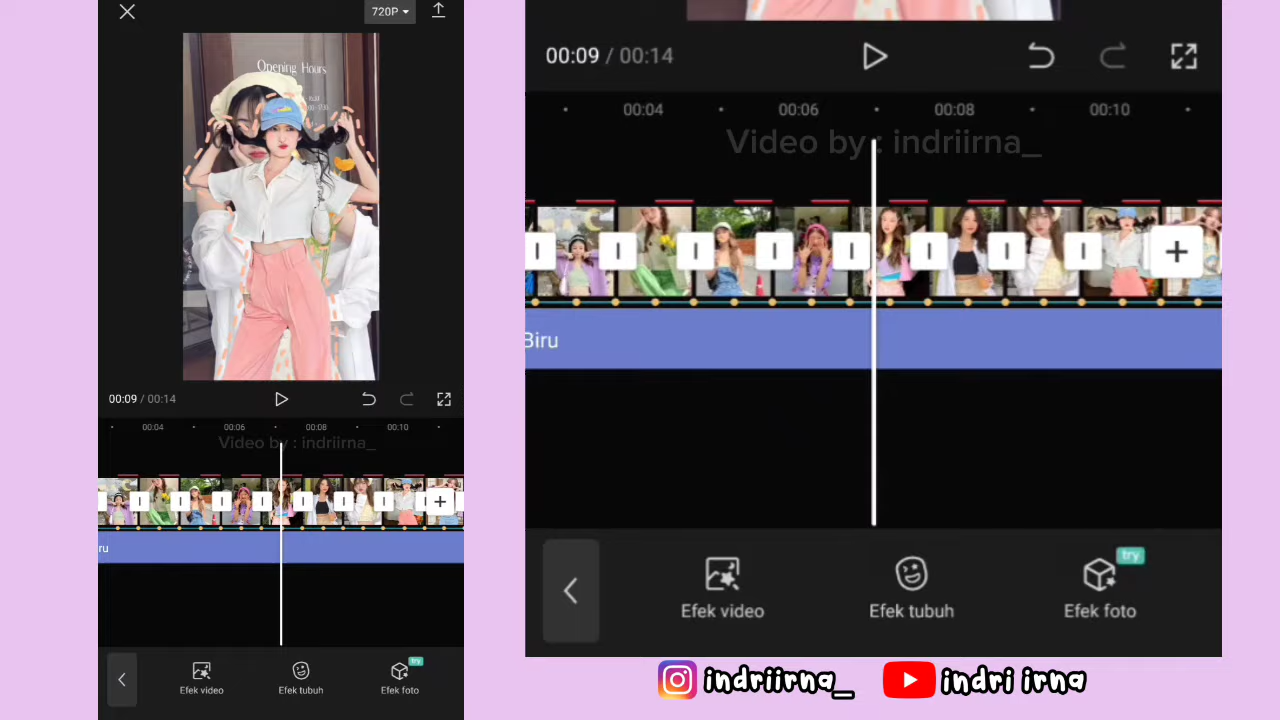 720P
Opening Hours
00:09 / 00:14
00:04 00:06 00:08 00:10
Video by : indriirna_
ru
Efek video Efek tubuh Efek foto
try
00:09 / 00:14
00:04 00:06 00:08 00:10
Video by : indriirna_
Biru
try
Efek video Efek tubuh Efek foto
indriirna_ indri irna